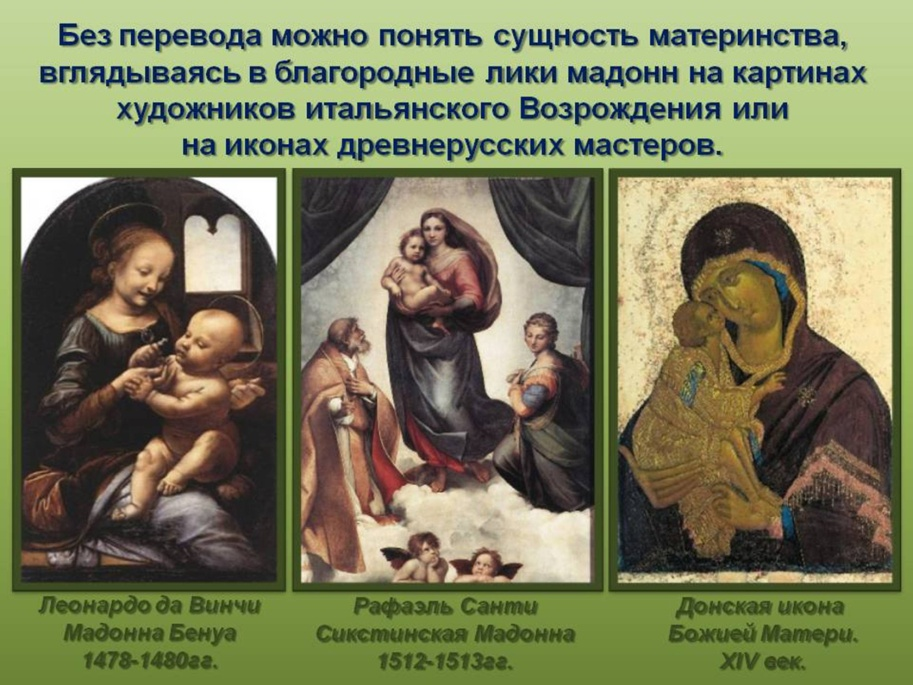 Без перевода можно понять сущность материнства,
вглядываясь в благородные лики мадонн на картинах
художников итальянского Возрождения или
на иконах древнерусских мастеров.
Леонардо да Винчи
Мадонна Бенуа
1478-1480гг.
Рафаэль Санти
Сикстинская Мадонна
1512-1513гг.
Донская икона
Божией Матери.
XIV век.